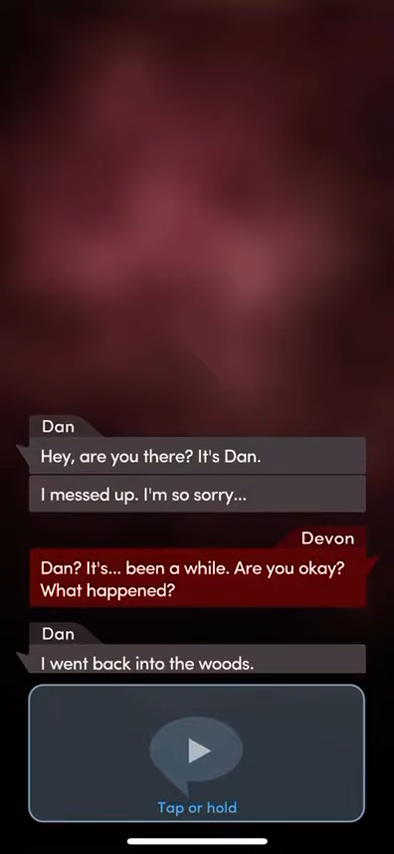 Dan
Hey, are you there? It's Dan.
I messed up. I'm so sorry...
Devon
Dan? It's... been a while. Are you okay?
What happened?
Dan
I went back into the woods.
Tap or hold